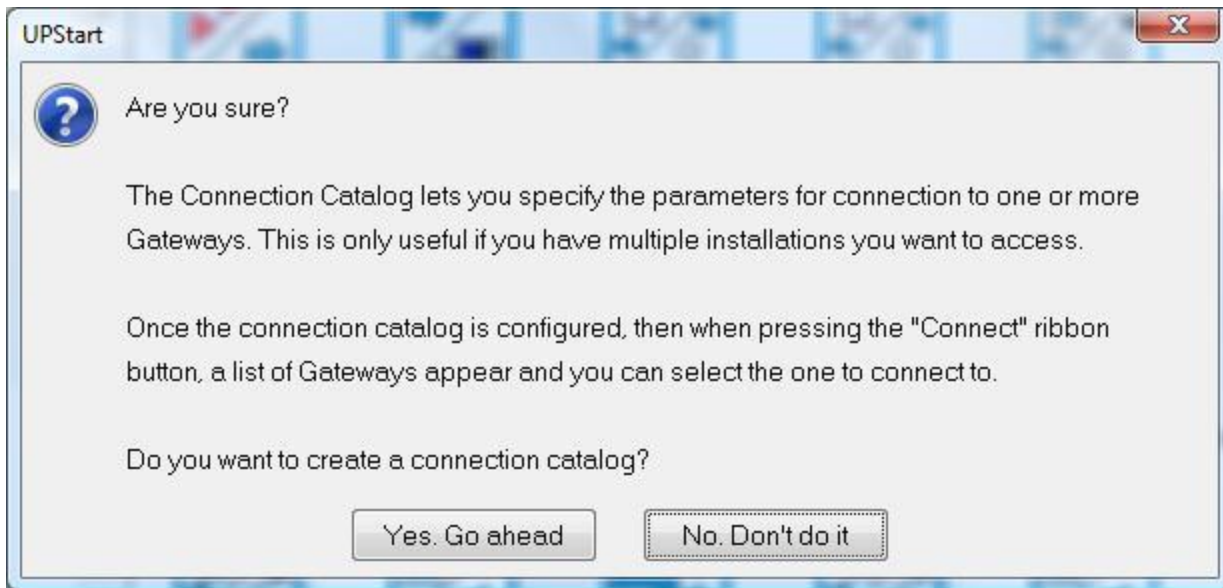 UPStart
Are you sure?
The Connection Catalog lets you specify the parameters for connection to one or more
Gateways. This is only useful if you have multiple installations you want to access.
Once the connection catalog is configured, then when pressing the "Connect" ribbon
button, a list of Gateways appear and you can select the one to connect to.
Do you want to create a connection catalog?
Yes. Go ahead
No. Don't do it